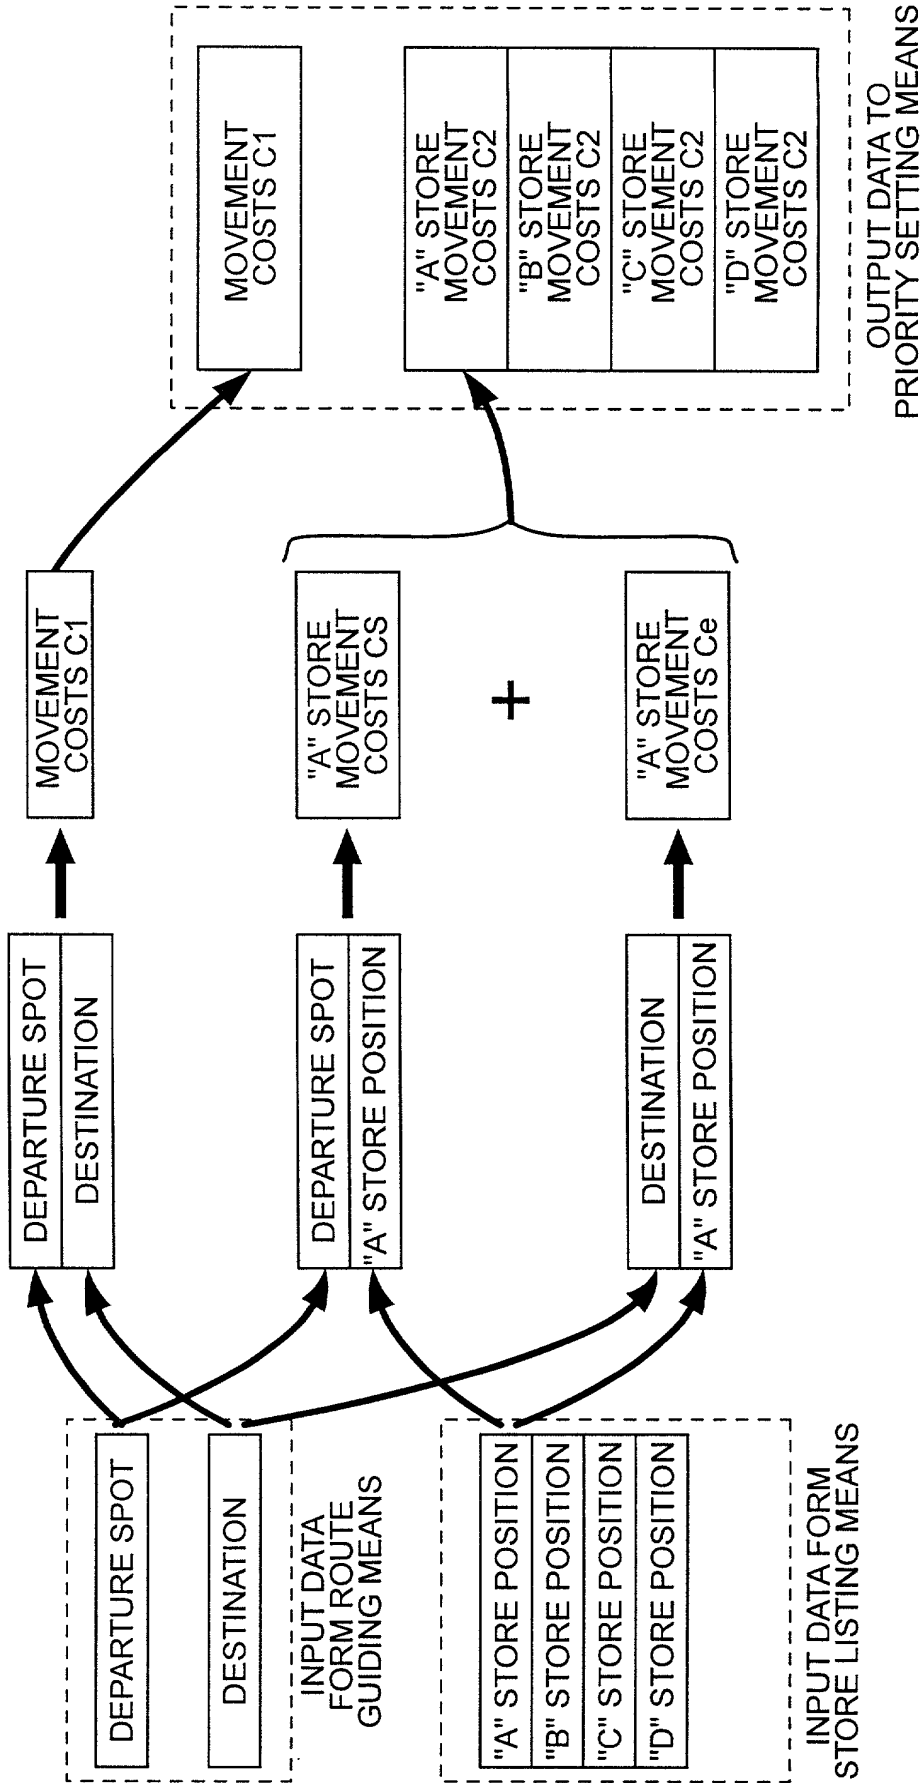 DEPARTURE SPOT
DESTINATION
INPUT DATA
FORM ROUTE
GUIDING MEANS
"A" STORE POSITION
"B" STORE POSITION
"C" STORE POSITION
"D" STORE POSITION
INPUT DATA FORM
STORE LISTING MEANS
DEPARTURE SPOT
DESTINATION
DEPARTURE SPOT
"A" STORE POSITION
DESTINATION
"A" STORE POSITION
MOVEMENT
COSTS C1
"A" STORE
MOVEMENT
COSTS CS
+
"A" STORE
MOVEMENT
COSTS Ce
MOVEMENT
COSTS C1
"A" STORE
MOVEMENT
COSTS C2
"B" STORE
MOVEMENT
COSTS C2
"C" STORE
MOVEMENT
COSTS C2
"D" STORE
MOVEMENT
COSTS C2
OUTPUT DATA TO
PRIORITY SETTING MEANS